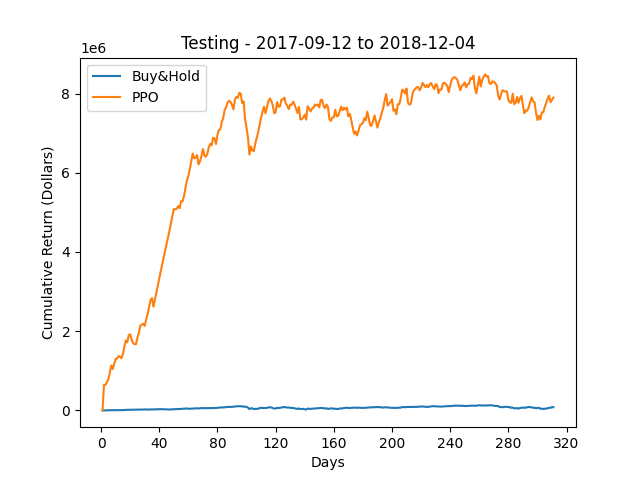 Testing - 2017-09-12 to 2018-12-04
1e6
Buy&Hold
PPO
8
6
4
2
0
Cumulative Return (Dollars)
0 40 80 120 160 200 240 280 320
Days